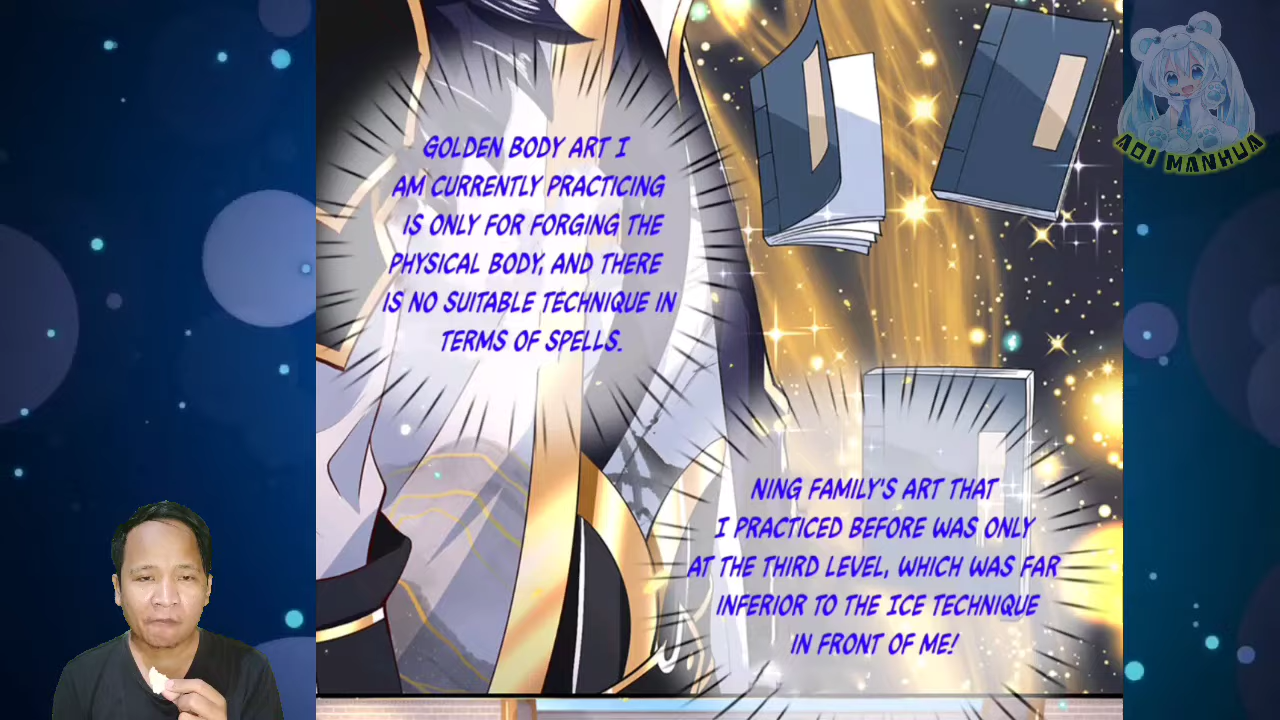 GOLDEN BODY ART I
AM CURRENTLY PRACTICING
IS ONLY FOR FORGING THE
PHYSICAL BODY, AND THERE
IS NO SUITABLE TECHNIQUE IN
TERMS OF SPELLS.
NING FAMILY'S ART THAT
I PRACTICED BEFORE WAS ONLY
AT THE THIRD LEVEL, WHICH WAS FAR
INFERIOR TO THE ICE TECHNIQUE
IN FRONT OF ME!
AOI MANHUA